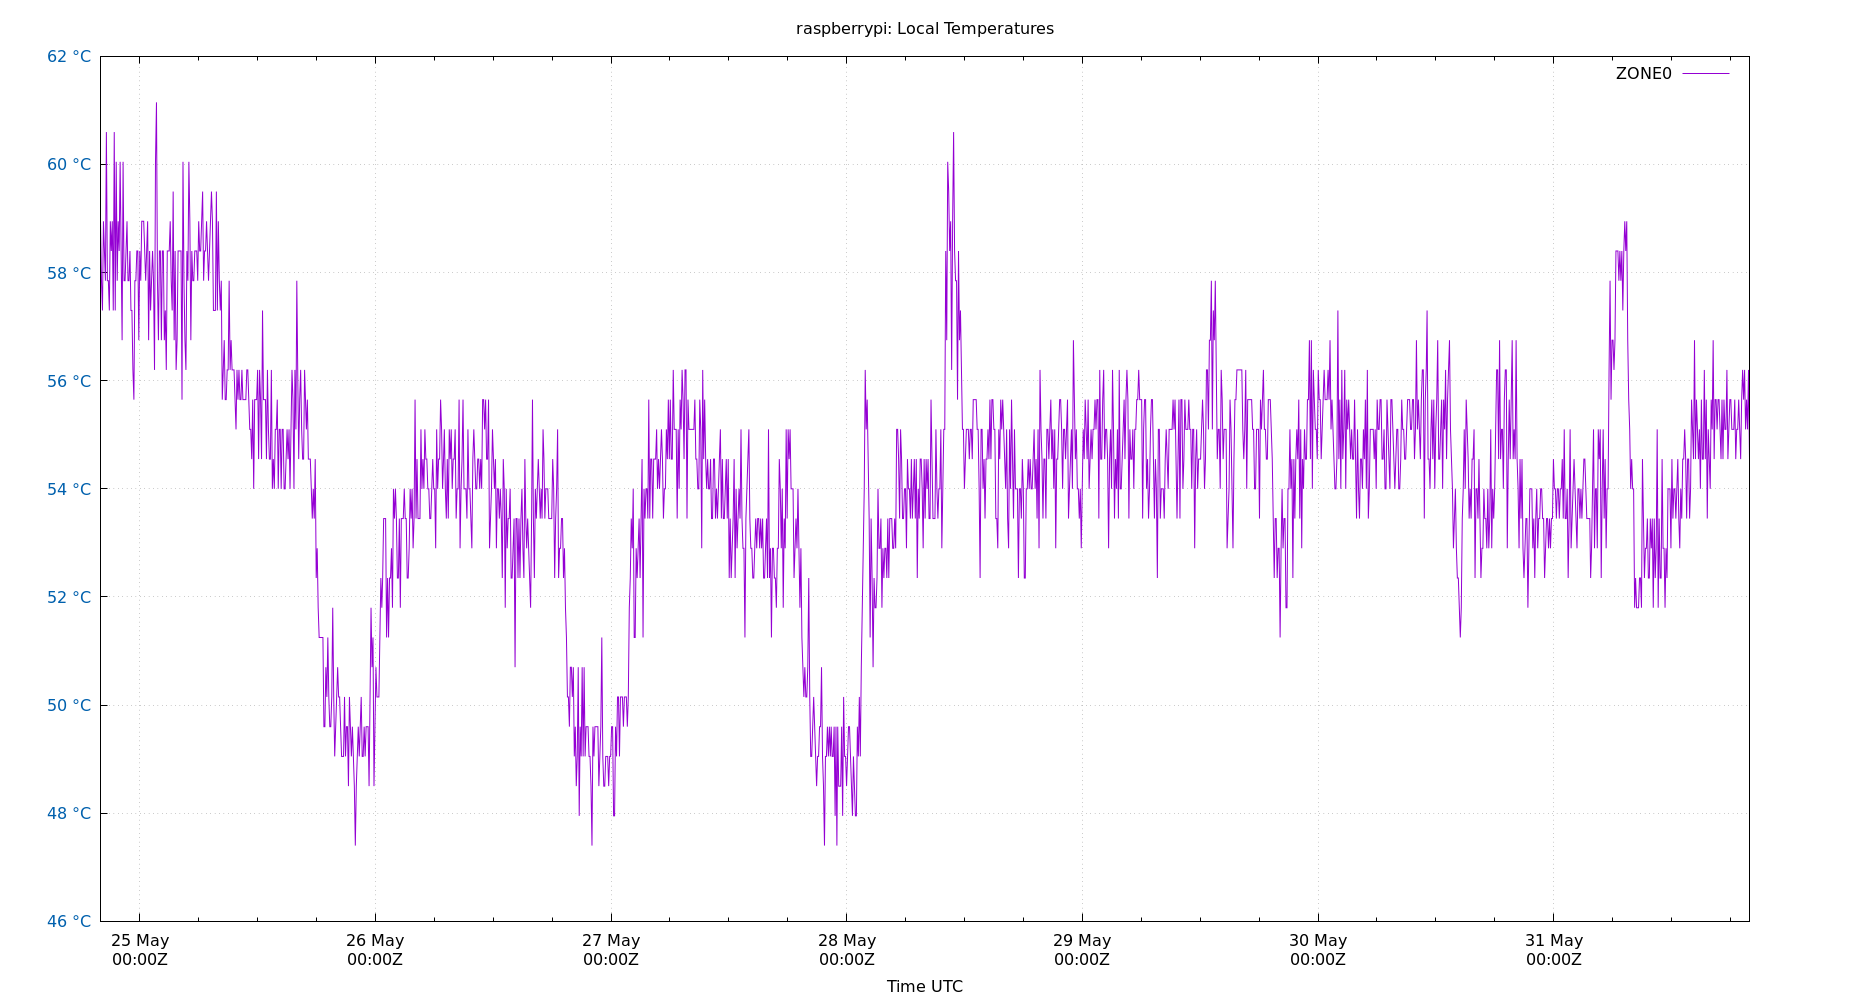 raspberrypi: Local Temperatures
62 °C
ZONE0
60 °C
58 °C
56 °C
54 °C
52 °C
50 °C
48 °C
46 °C
25 May 26 May 27 May 28 May 29 May 30 May 31 May
00:00Z 00:00Z 00:00Z 00:00Z 00:00Z 00:00Z 00:00Z
Time UTC